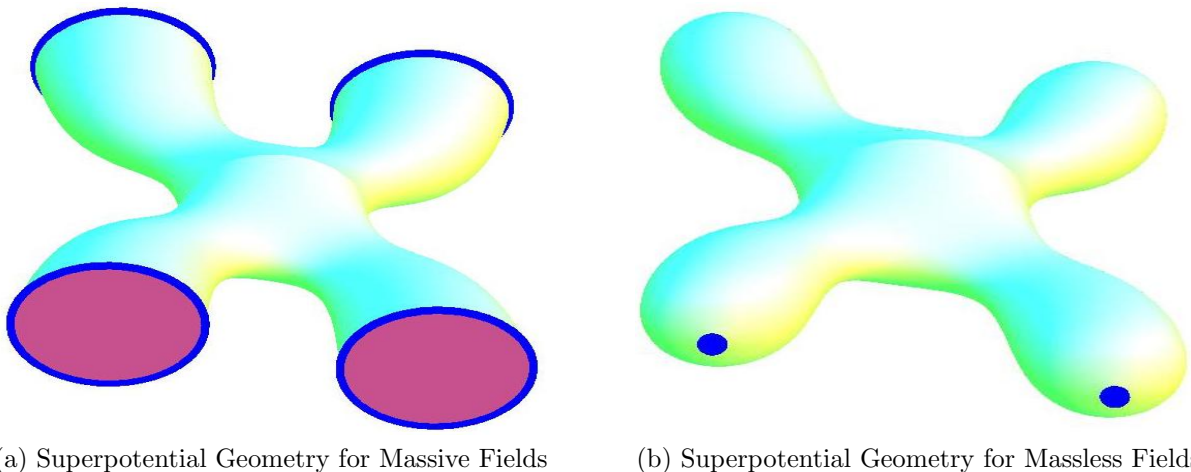 (a) Superpotential Geometry for Massive Fields
(b) Superpotential Geometry for Massless Field